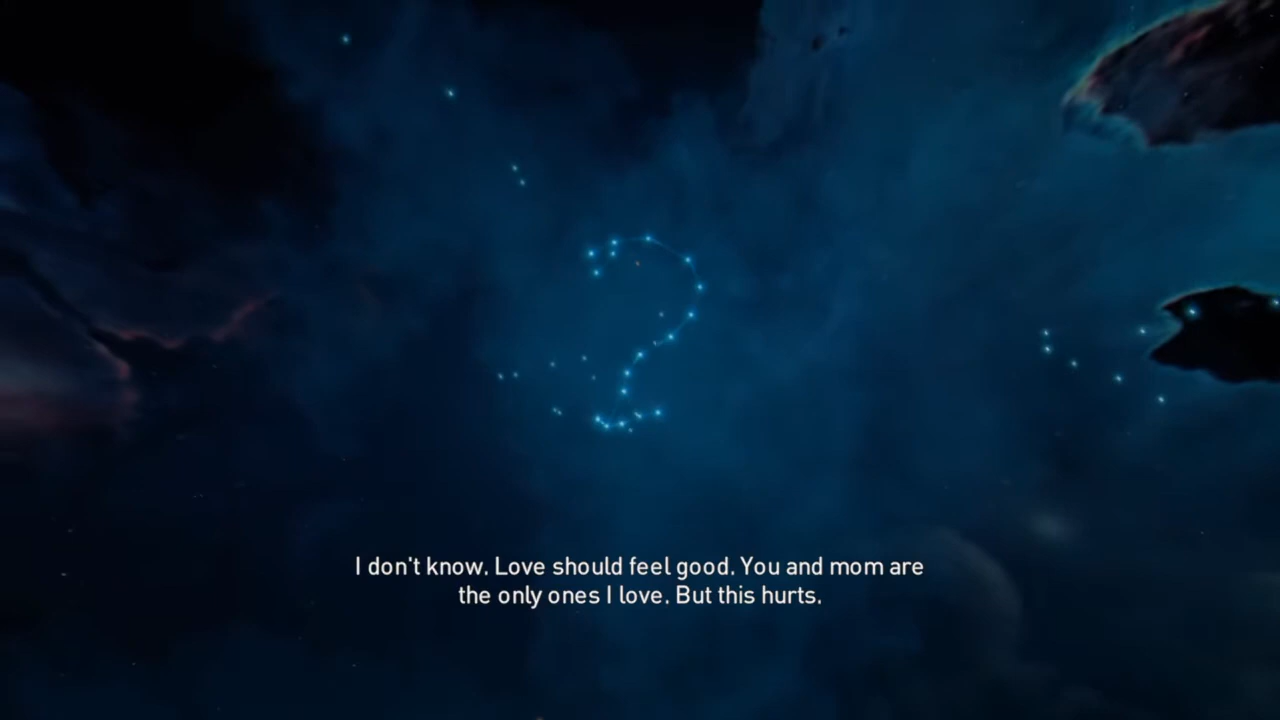 I don't know. Love should feel good. You and mom are
the only ones I love. But this hurts.